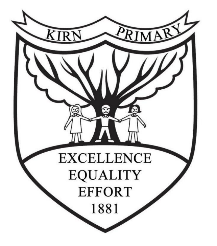 KIRN PRIMARY
EXCELLENCE
EQUALITY
EFFORT
1881